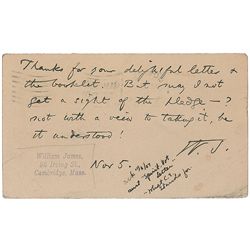 Thanks for your delightful letter &
the booklet. But may I not
get a sight of the pledge — ?
not with a view to taking it, be
it understood!
W. J.
Nov 5.
William James,
95 Irving St.,
Cambridge, Mass.